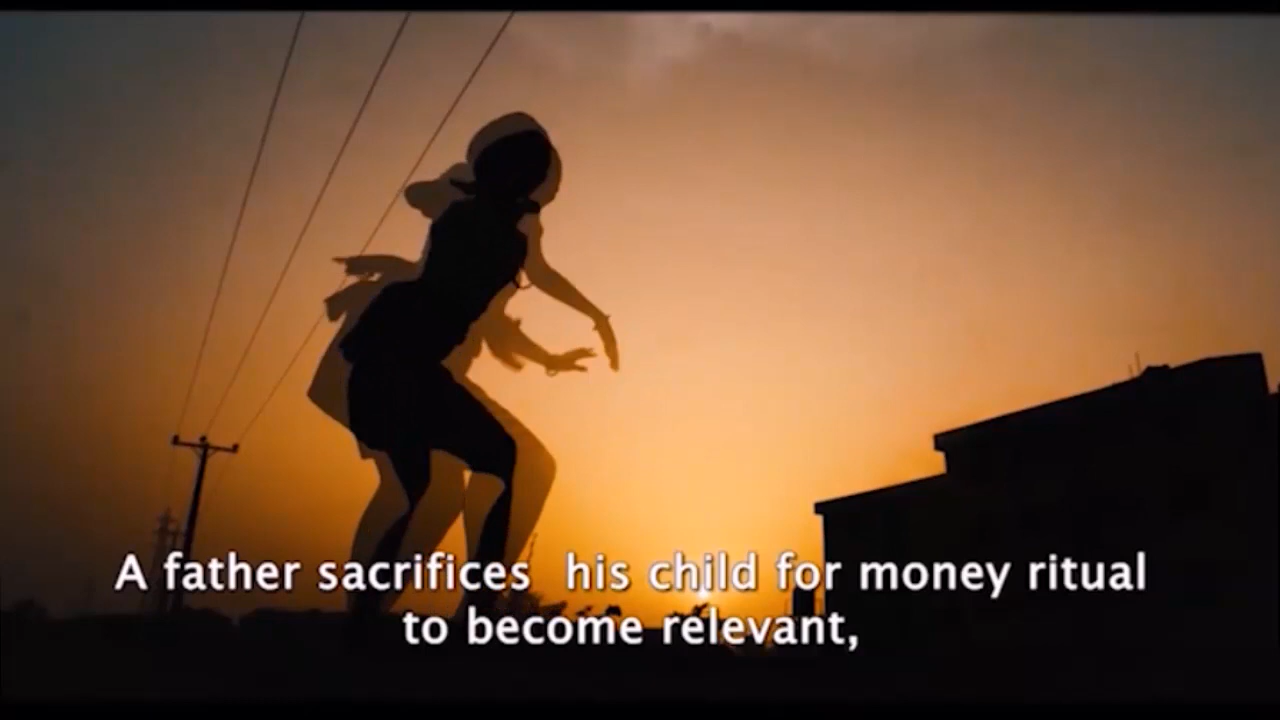 A father sacrifices his child for money ritual
to become relevant,